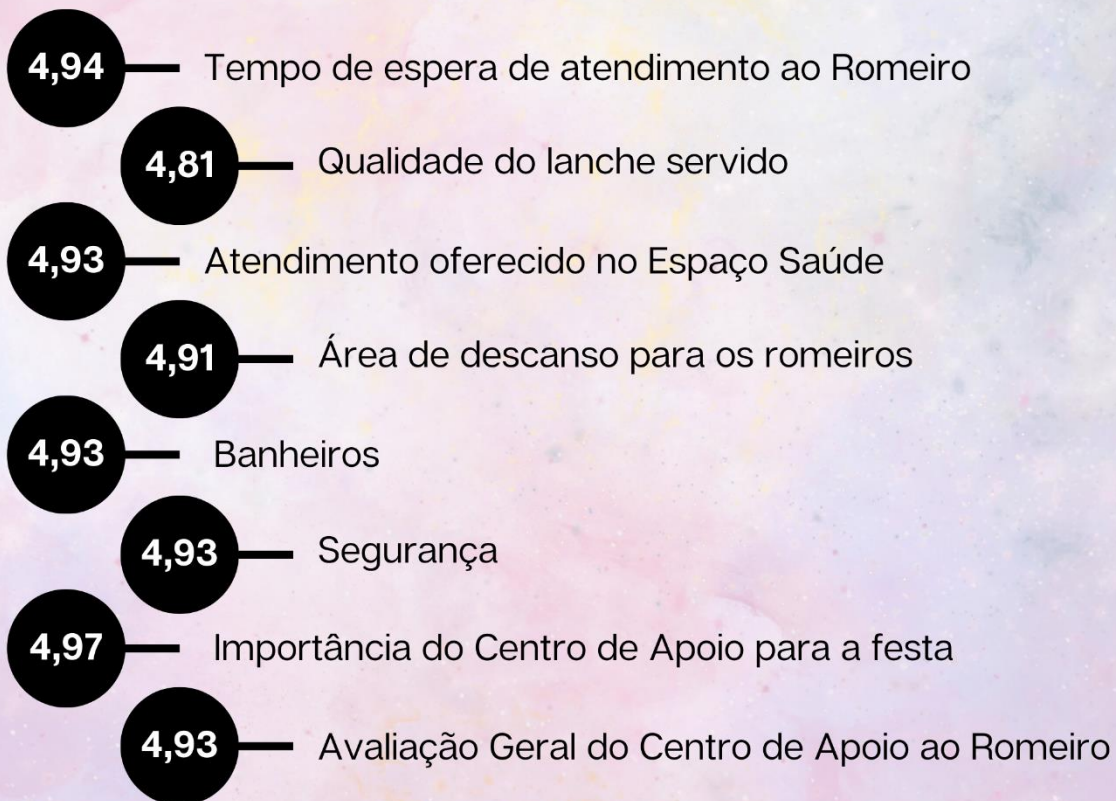 4,94 Tempo de espera de atendimento ao Romeiro
4,81 Qualidade do lanche servido
4,93 Atendimento oferecido no Espaço Saúde
4,91 Área de descanso para os romeiros
4,93 Banheiros
4,93 Segurança
4,97 Importância do Centro de Apoio para a festa
4,93 Avaliação Geral do Centro de Apoio ao Romeiro